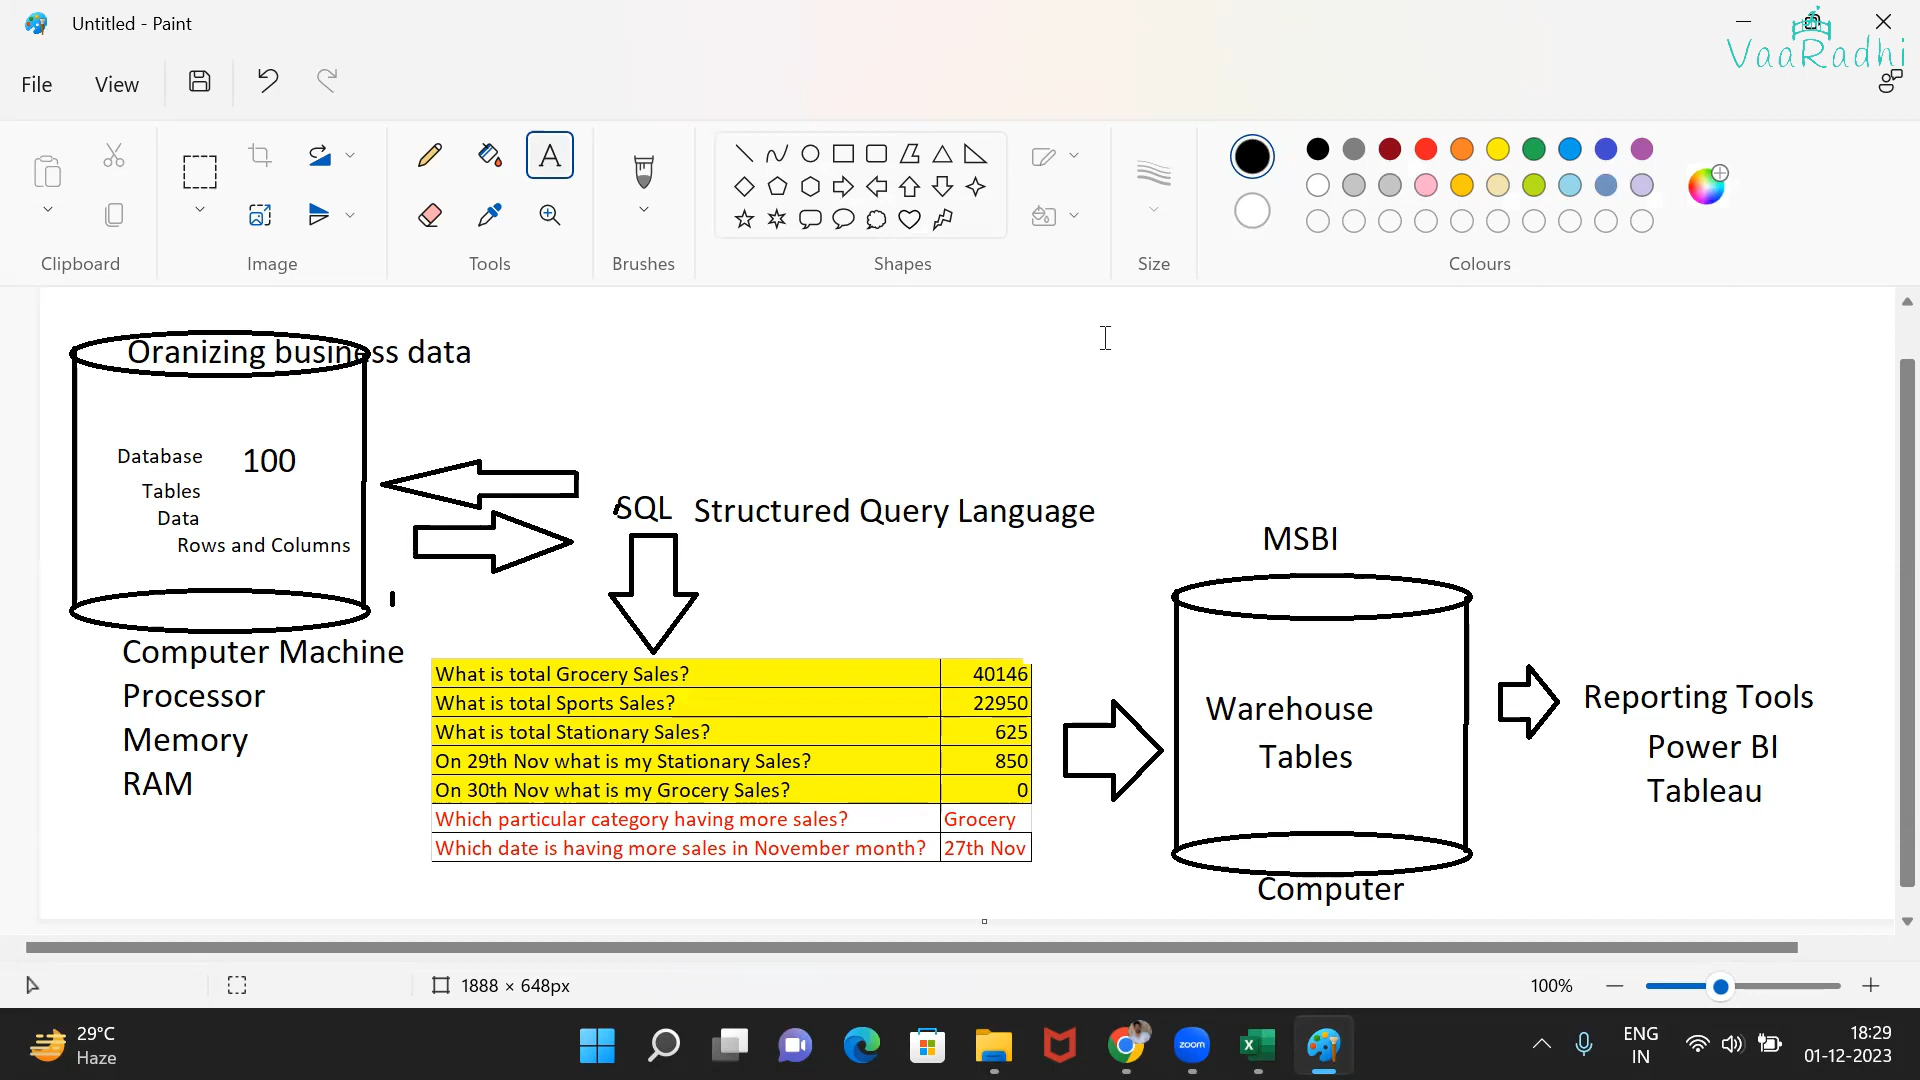 Untitled - Paint
VaaRadhi
File
View
Clipboard
Image
Tools
Brushes
Shapes
Size
Colours
Oranizing business data
Database
100
Tables
Data
Rows and Columns
SQL
Structured Query Language
MSBI
Computer Machine
Processor
Memory
RAM
What is total Grocery Sales? 40146
What is total Sports Sales? 22950
What is total Stationary Sales? 625
On 29th Nov what is my Stationary Sales? 850
On 30th Nov what is my Grocery Sales? 0
Which particular category having more sales? Grocery
Which date is having more sales in November month? 27th Nov
Warehouse
Tables
Computer
Reporting Tools
Power BI
Tableau
1888 × 648px
100%
29°C
Haze
zoom
ENG
IN
18:29
01-12-2023